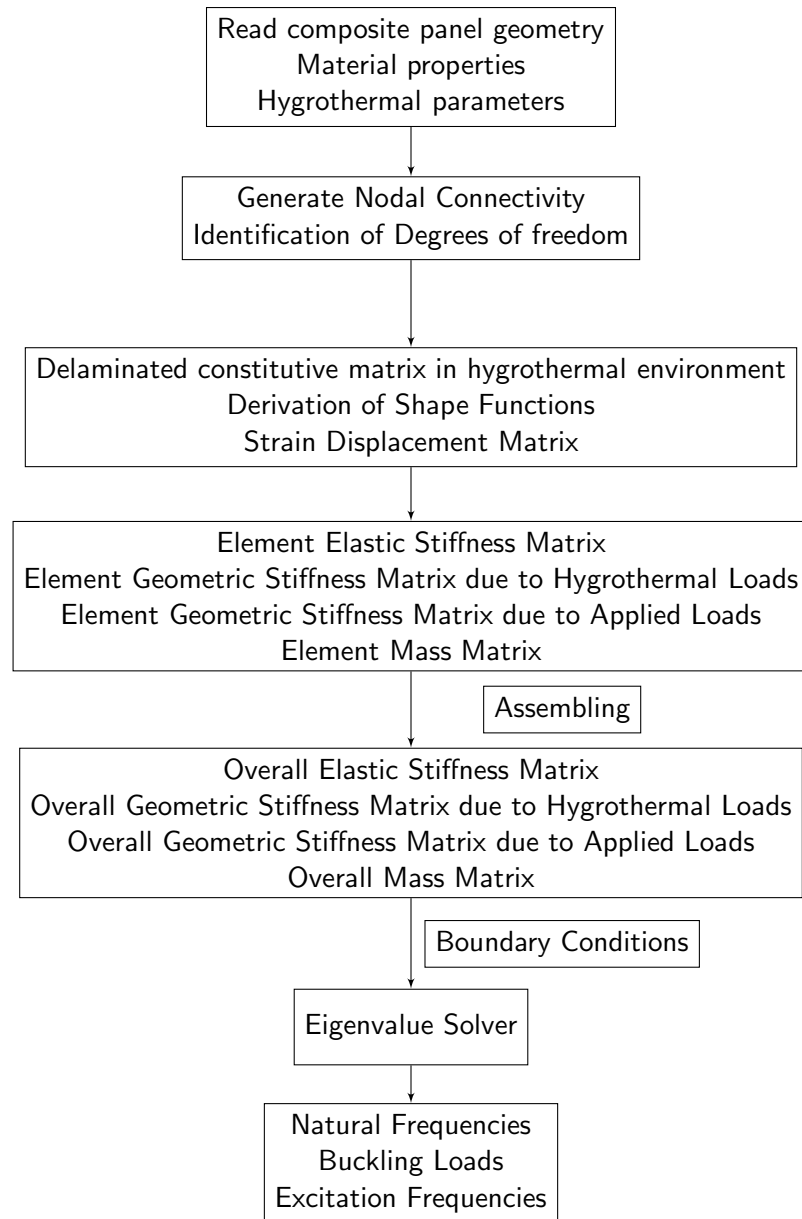 Read composite panel geometry
Material properties
Hygrothermal parameters
Generate Nodal Connectivity
Identification of Degrees of freedom
Delaminated constitutive matrix in hygrothermal environment
Derivation of Shape Functions
Strain Displacement Matrix
Element Elastic Stiffness Matrix
Element Geometric Stiffness Matrix due to Hygrothermal Loads
Element Geometric Stiffness Matrix due to Applied Loads
Element Mass Matrix
Assembling
Overall Elastic Stiffness Matrix
Overall Geometric Stiffness Matrix due to Hygrothermal Loads
Overall Geometric Stiffness Matrix due to Applied Loads
Overall Mass Matrix
Boundary Conditions
Eigenvalue Solver
Natural Frequencies
Buckling Loads
Excitation Frequencies